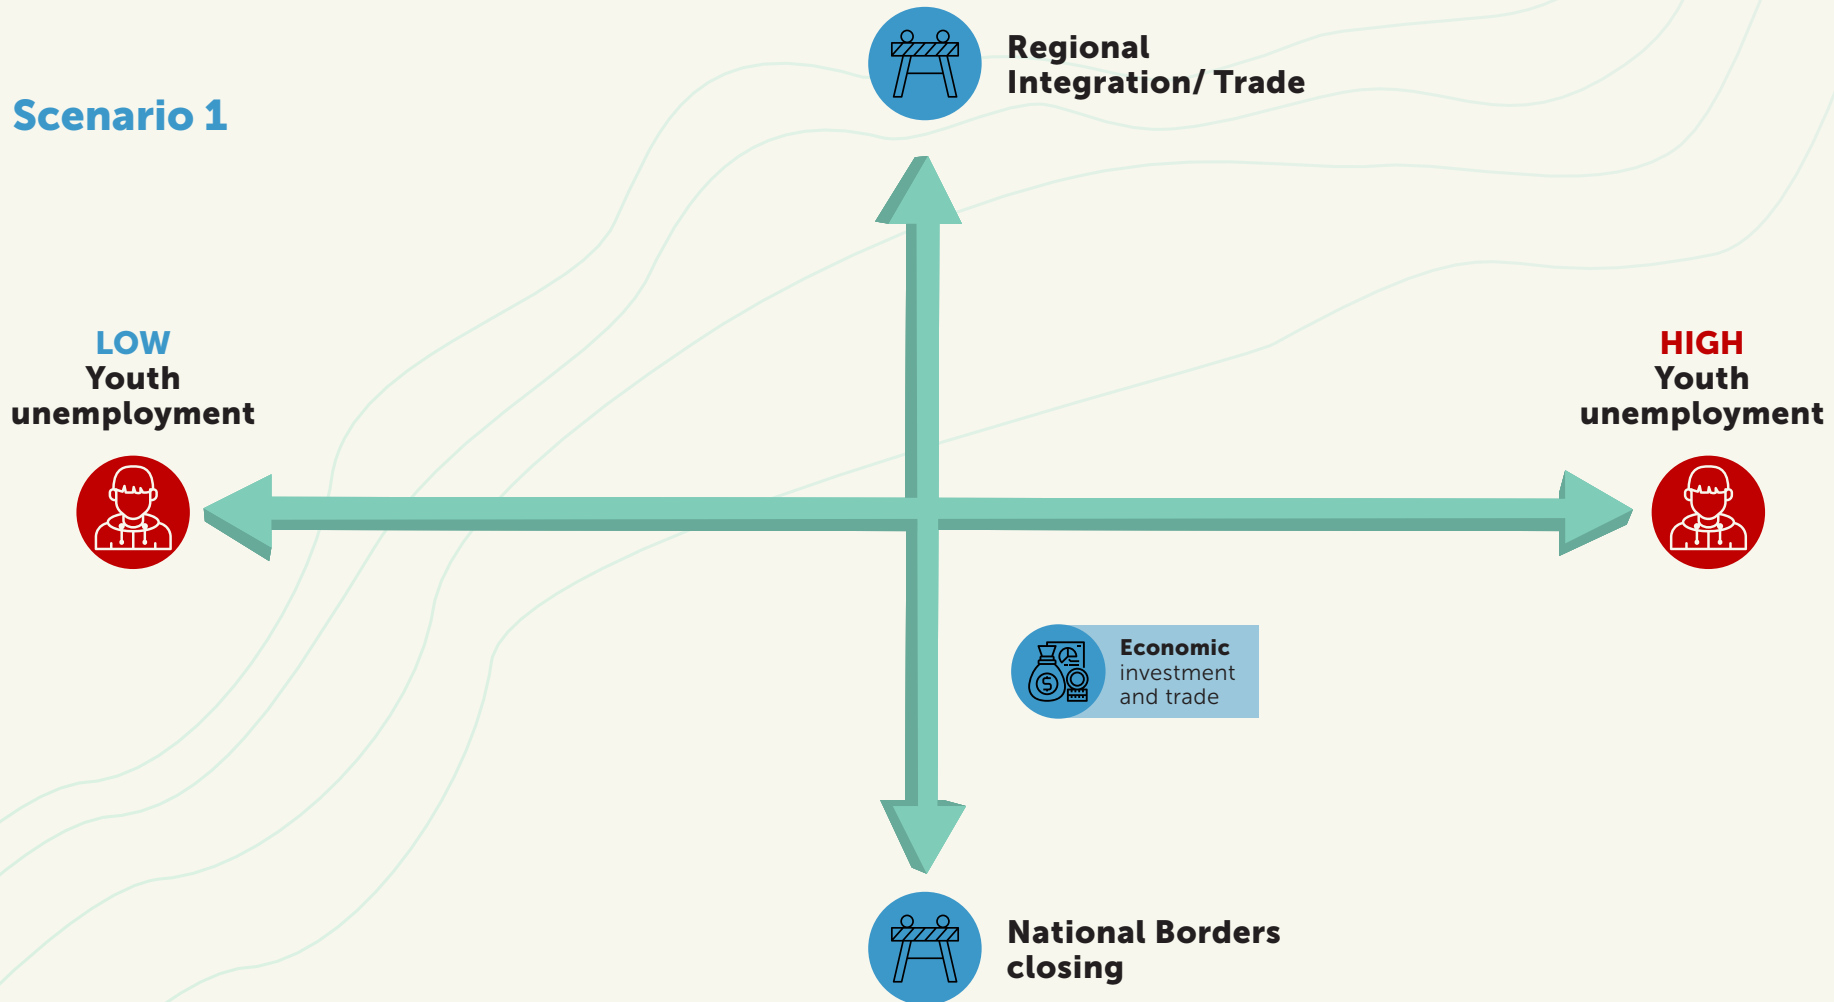 Regional
Integration/ Trade
Scenario 1
LOW
Youth
unemployment
HIGH
Youth
unemployment
Economic
investment
and trade
National Borders
closing